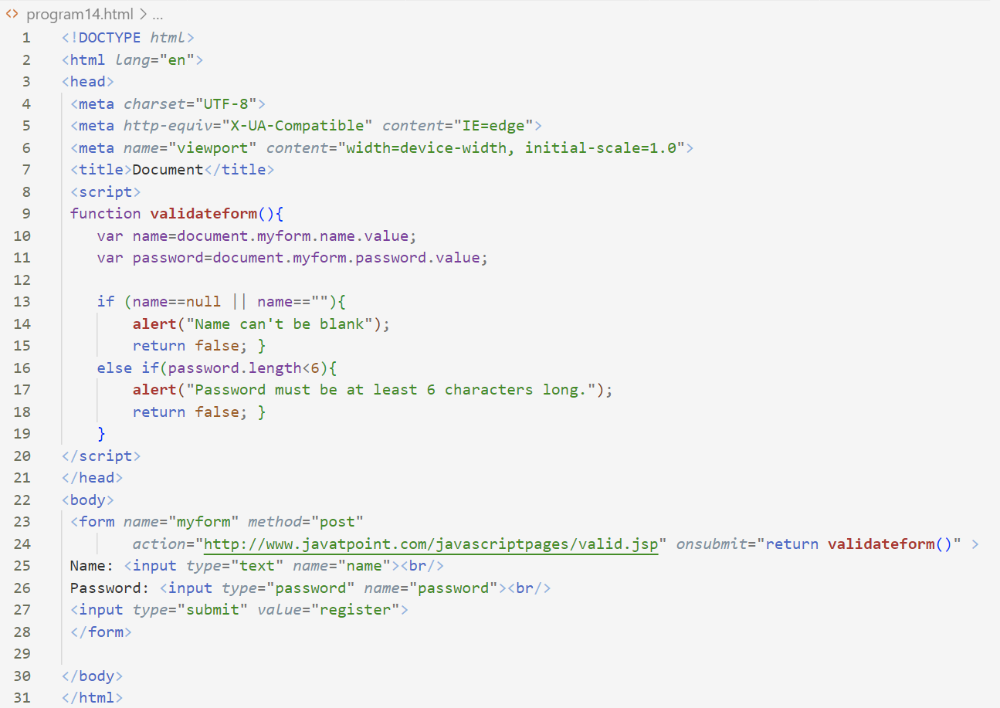 program14.html > ...
1 <!DOCTYPE html>
2 <html lang="en">
3 <head>
4 <meta charset="UTF-8">
5 <meta http-equiv="X-UA-Compatible" content="IE=edge">
6 <meta name="viewport" content="width=device-width, initial-scale=1.0">
7 <title>Document</title>
8 <script>
9 function validateform(){
10 var name=document.myform.name.value;
11 var password=document.myform.password.value;
12
13 if (name==null || name==""){
14 alert("Name can't be blank");
15 return false; }
16 else if(password.length<6){
17 alert("Password must be at least 6 characters long.");
18 return false; }
19 }
20 </script>
21 </head>
22 <body>
23 <form name="myform" method="post"
24 action="http://www.javatpoint.com/javascriptpages/valid.jsp" onsubmit="return validateform()" >
25 Name: <input type="text" name="name"><br/>
26 Password: <input type="password" name="password"><br/>
27 <input type="submit" value="register">
28 </form>
29
30 </body>
31 </html>